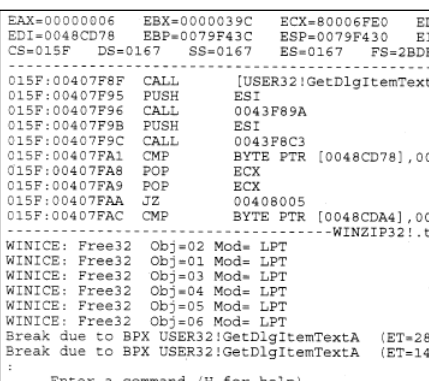 EAX=00000006 EBX=0000039C ECX=80006FE0
EDI=0048CD78 EBP=0079F43C ESP=0079F430
CS=015F DS=0167 SS=0167 ES=0167 FS=2BDF
015F:00407F8F CALL [USER32!GetDlgItemText
015F:00407F95 PUSH ESI
015F:00407F96 CALL 0043F89A
015F:00407F9B PUSH ESI
015F:00407F9C CALL 0043F8C3
015F:00407FA1 CMP BYTE PTR [0048CD78],00
015F:00407FA8 POP ECX
015F:00407FA9 POP ECX
015F:00407FAA JZ 00408005
015F:00407FAC CMP BYTE PTR [0048CDA4],00
WINZIP32!.t
WINICE: Free32 Obj=02 Mod= LPT
WINICE: Free32 Obj=01 Mod= LPT
WINICE: Free32 Obj=03 Mod= LPT
WINICE: Free32 Obj=04 Mod= LPT
WINICE: Free32 Obj=05 Mod= LPT
WINICE: Free32 Obj=06 Mod= LPT
Break due to BPX USER32!GetDlgItemTextA (ET=28
Break due to BPX USER32!GetDlgItemTextA (ET=14
:
Enter a command (H for help)